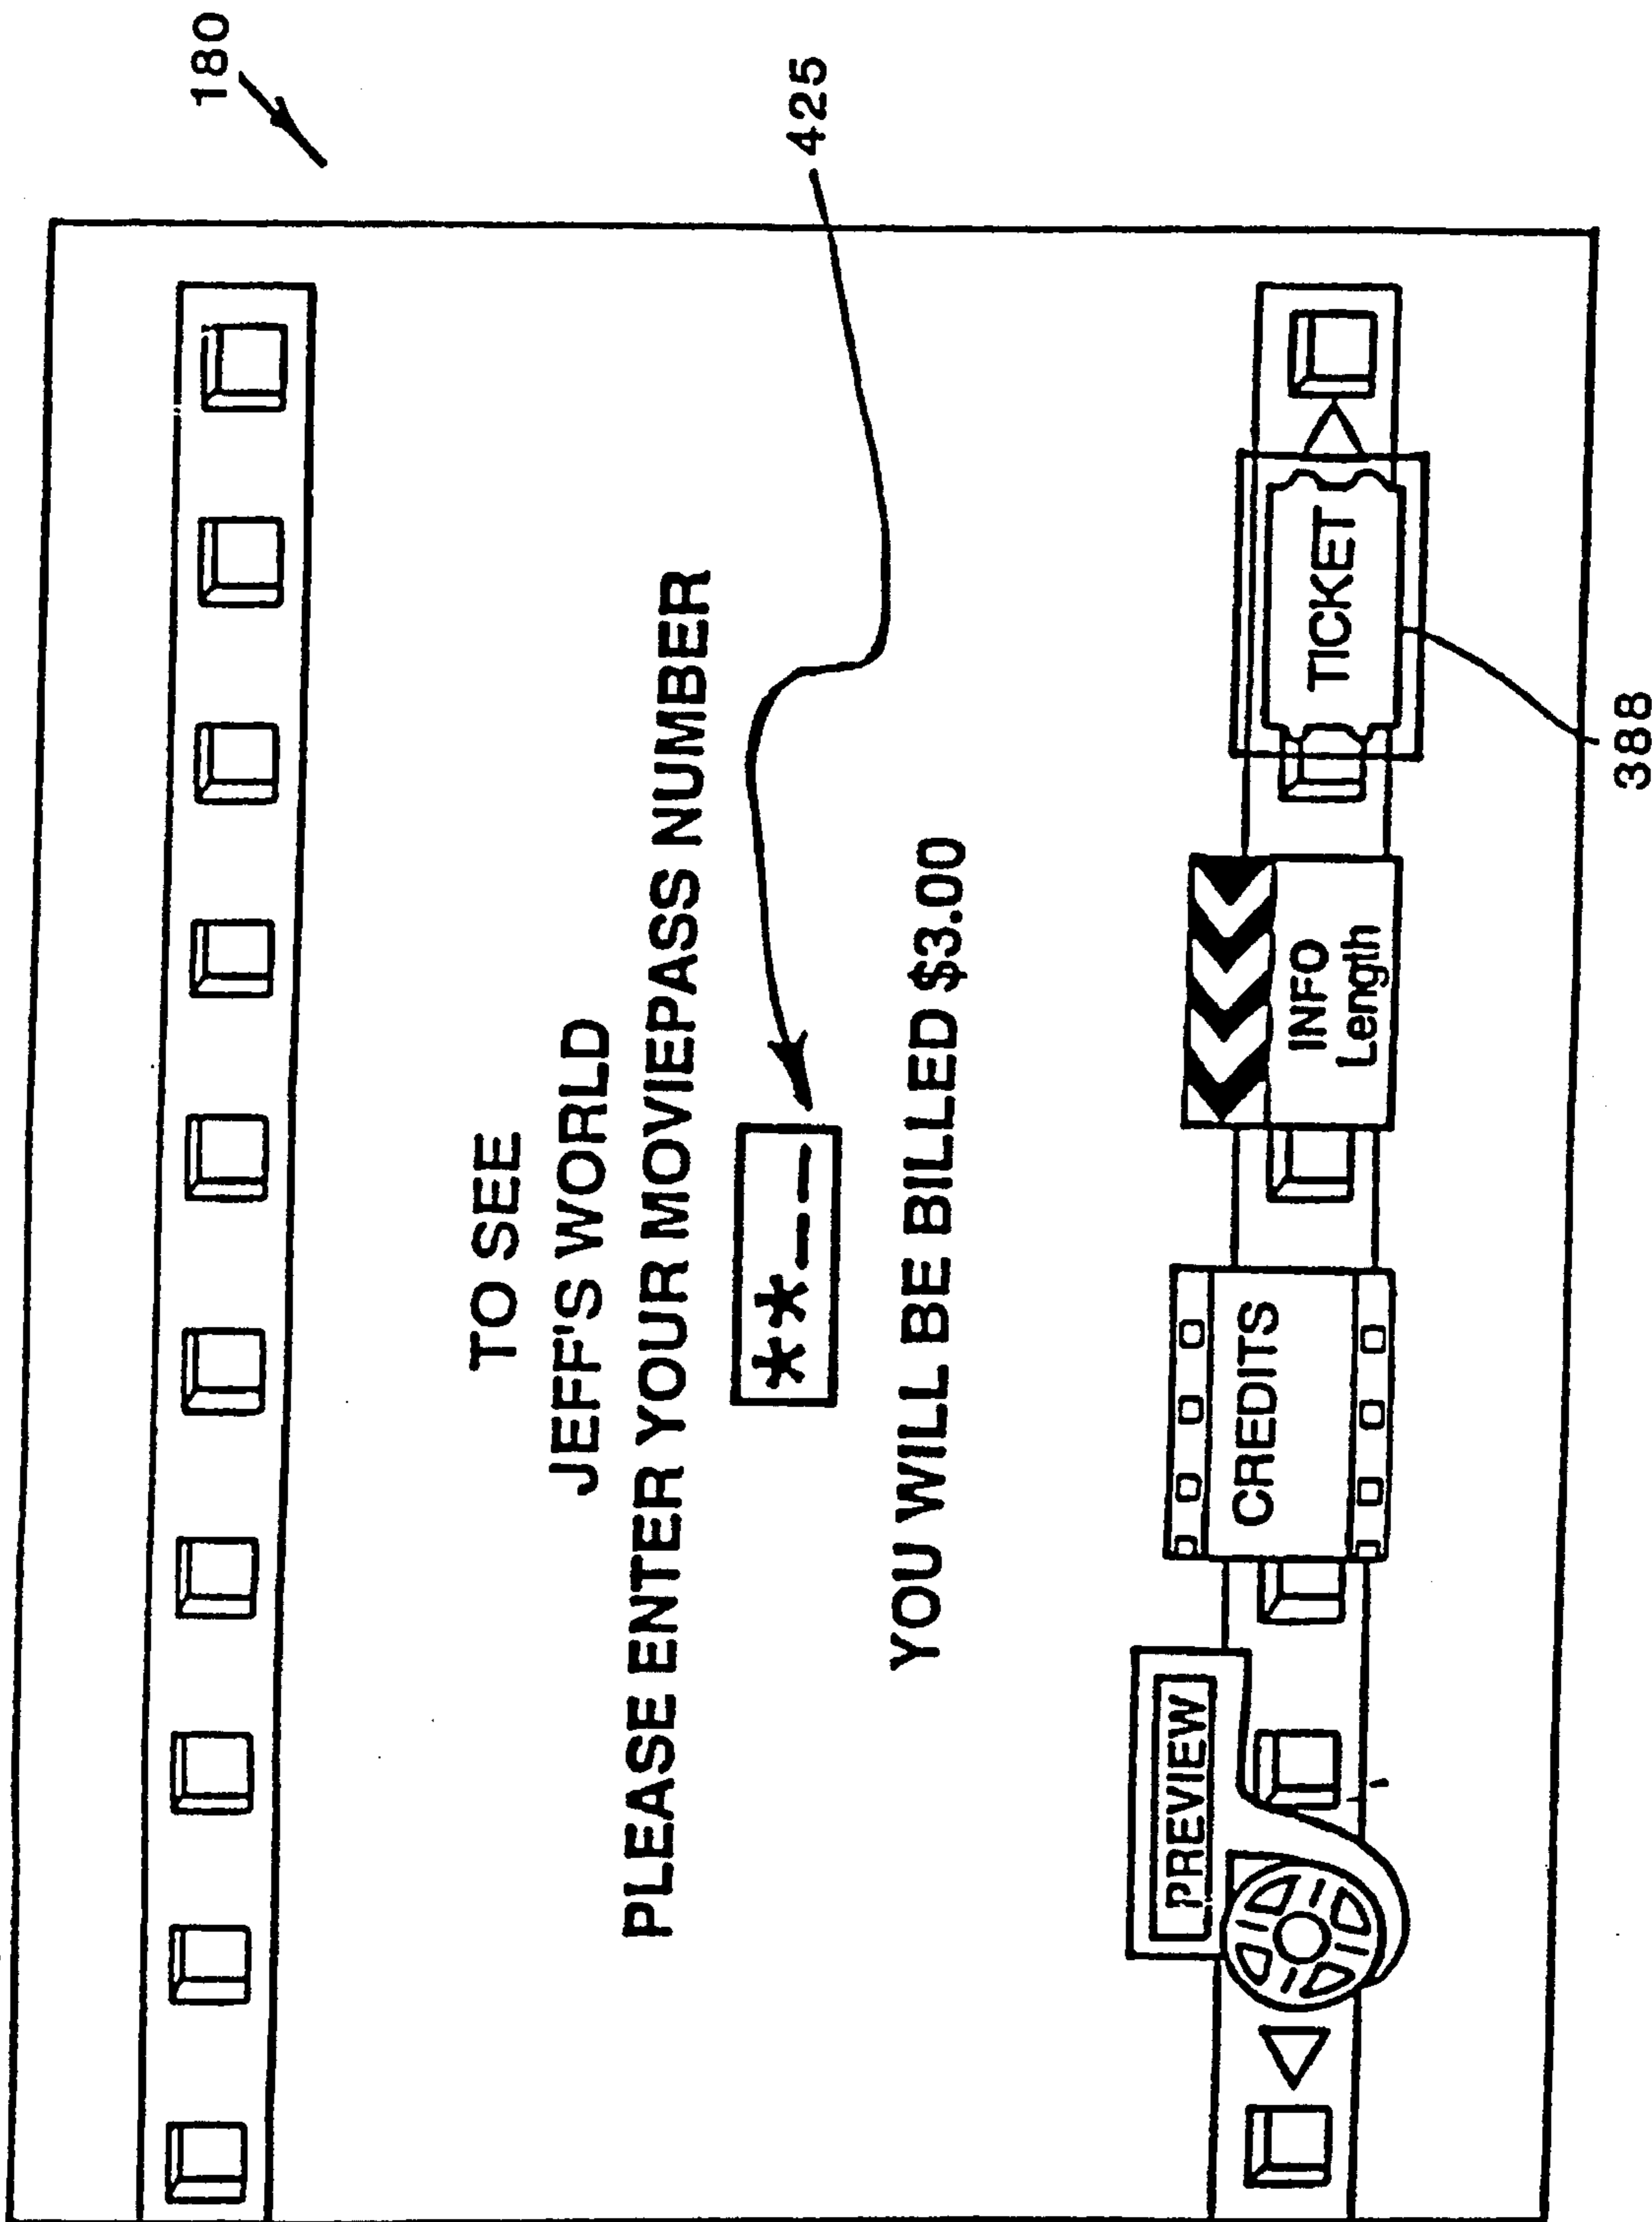 180
TO SEE
JEFF'S WORLD
PLEASE ENTER YOUR MOVIEPASS NUMBER
425
**--
YOU WILL BE BILLED $3.00
PREVIEW
CREDITS
INFO
Length
TICKET
388